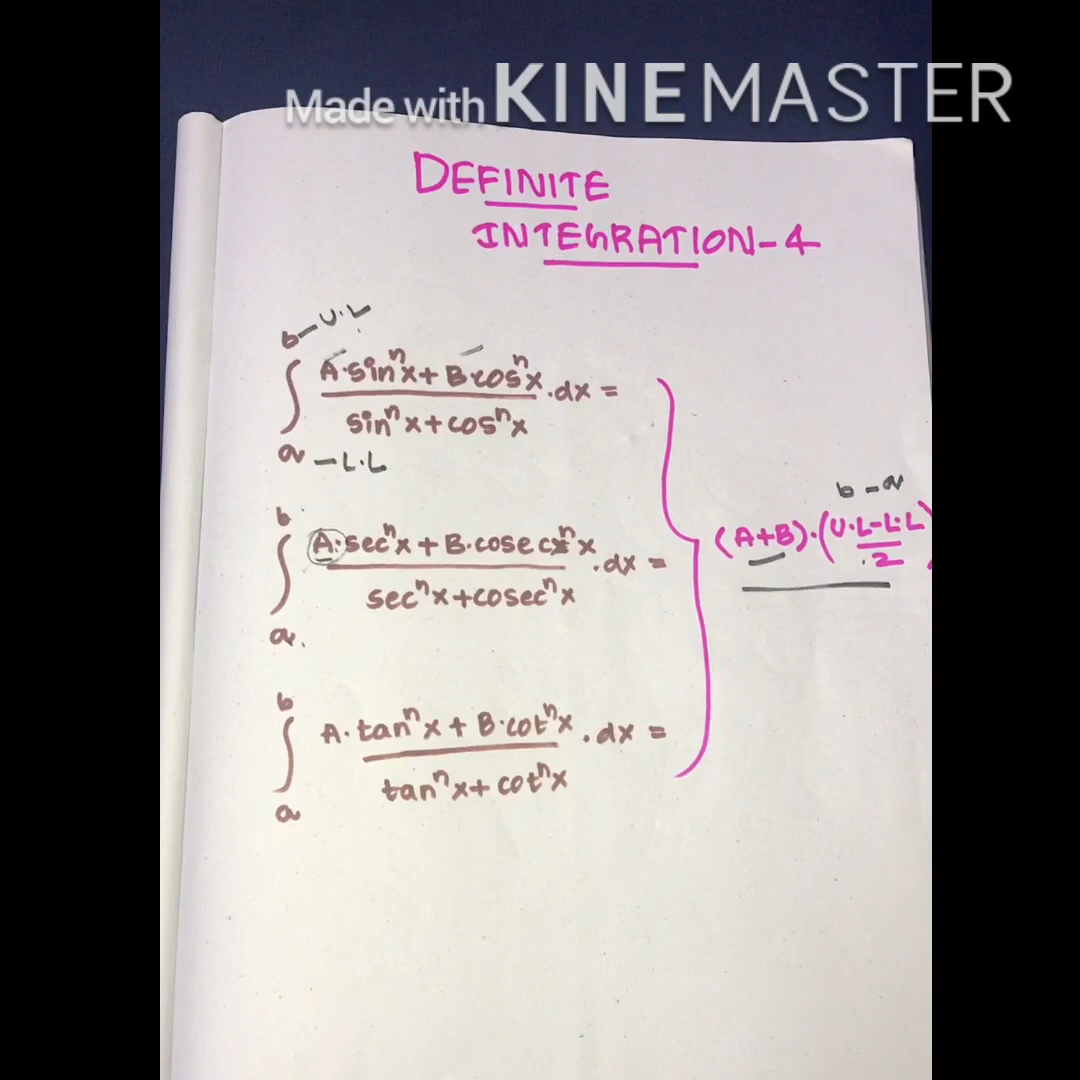 Made with KINEMASTER
DEFINITE
INTEGRATION-4
b - U.L
∫ A·sinⁿx + B·cosⁿx .dx =
sinⁿx + cosⁿx
a - L.L
b
∫ A·secⁿx + B·cosecⁿx .dx =
secⁿx + cosecⁿx
a.
b - a
(A+B)·(U.L-L.L)
2
b
∫ A·tanⁿx + B·cotⁿx .dx =
tanⁿx + cotⁿx
a